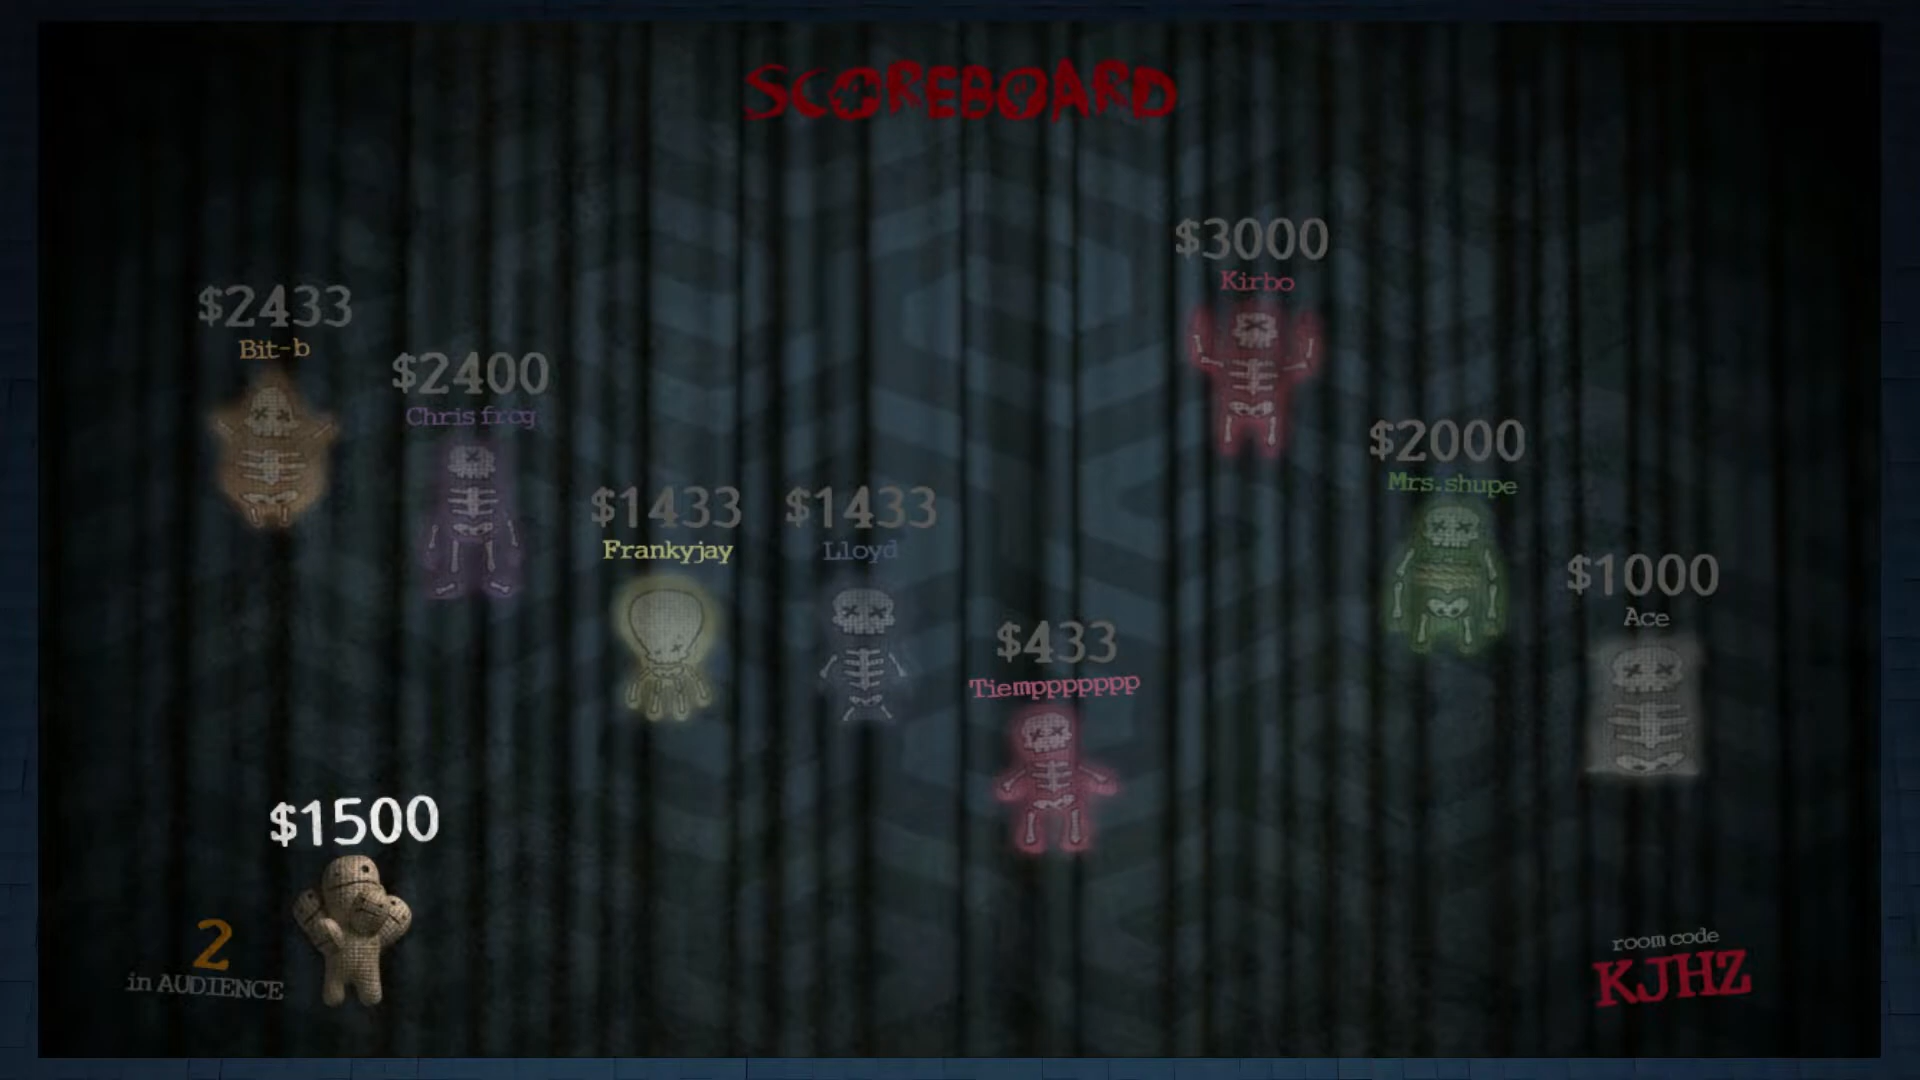 SCOREBOARD
$2433
Bit-b
$2400
Chris frog
$1433
Frankyjay
$1433
Lloyd
$433
Tiemppppppp
$3000
Kirbo
$2000
Mrs.shupe
$1000
Ace
$1500
2
in AUDIENCE
room code
KJHZ